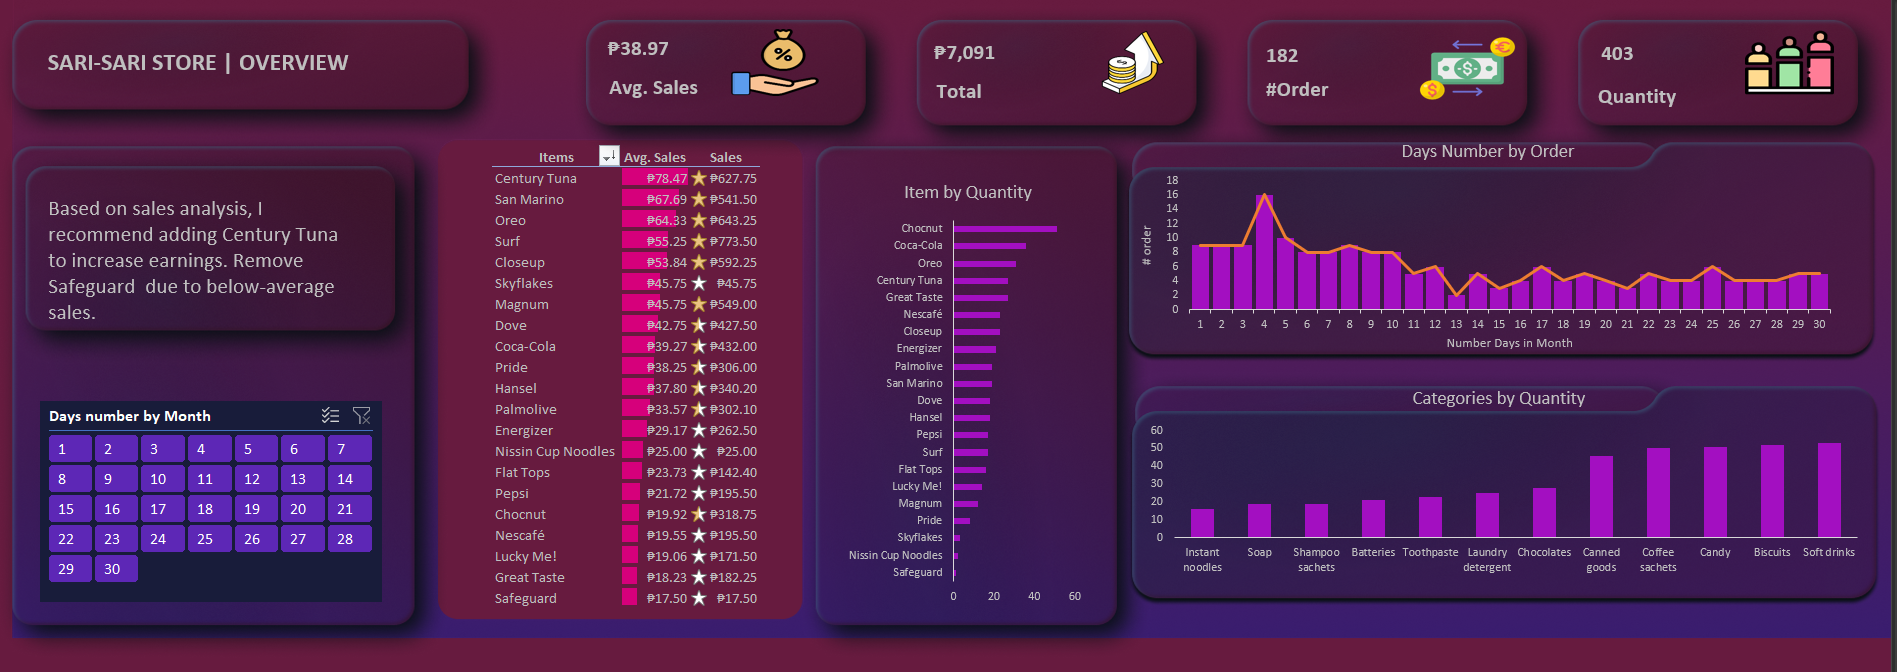 SARI-SARI STORE | OVERVIEW
₱38.97
Avg. Sales
₱7,091
Total
182
#Order
403
Quantity
Based on sales analysis, I
recommend adding Century Tuna
to increase earnings. Remove
Safeguard  due to below-average
sales.
Days number by Month
1 2 3 4 5 6 7
8 9 10 11 12 13 14
15 16 17 18 19 20 21
22 23 24 25 26 27 28
29 30
Items Avg. Sales Sales
Century Tuna ₱78.47 ₱627.75
San Marino ₱67.69 ₱541.50
Oreo ₱64.33 ₱643.25
Surf ₱55.25 ₱773.50
Closeup ₱53.84 ₱592.25
Skyflakes ₱45.75 ₱45.75
Magnum ₱45.75 ₱549.00
Dove ₱42.75 ₱427.50
Coca-Cola ₱39.27 ₱432.00
Pride ₱38.25 ₱306.00
Hansel ₱37.80 ₱340.20
Palmolive ₱33.57 ₱302.10
Energizer ₱29.17 ₱262.50
Nissin Cup Noodles ₱25.00 ₱25.00
Flat Tops ₱23.73 ₱142.40
Pepsi ₱21.72 ₱195.50
Chocnut ₱19.92 ₱318.75
Nescafé ₱19.55 ₱195.50
Lucky Me! ₱19.06 ₱171.50
Great Taste ₱18.23 ₱182.25
Safeguard ₱17.50 ₱17.50
Item by Quantity
Chocnut
Coca-Cola
Oreo
Century Tuna
Great Taste
Nescafé
Closeup
Energizer
Palmolive
San Marino
Dove
Hansel
Pepsi
Surf
Flat Tops
Lucky Me!
Magnum
Pride
Skyflakes
Nissin Cup Noodles
Safeguard
0 20 40 60
Days Number by Order
# order
18
16
14
12
10
8
6
4
2
0
1 2 3 4 5 6 7 8 9 10 11 12 13 14 15 16 17 18 19 20 21 22 23 24 25 26 27 28 29 30
Number Days in Month
Categories by Quantity
60
50
40
30
20
10
0
Instant noodles
Soap
Shampoo sachets
Batteries
Toothpaste
Laundry detergent
Chocolates
Canned goods
Coffee sachets
Candy
Biscuits
Soft drinks